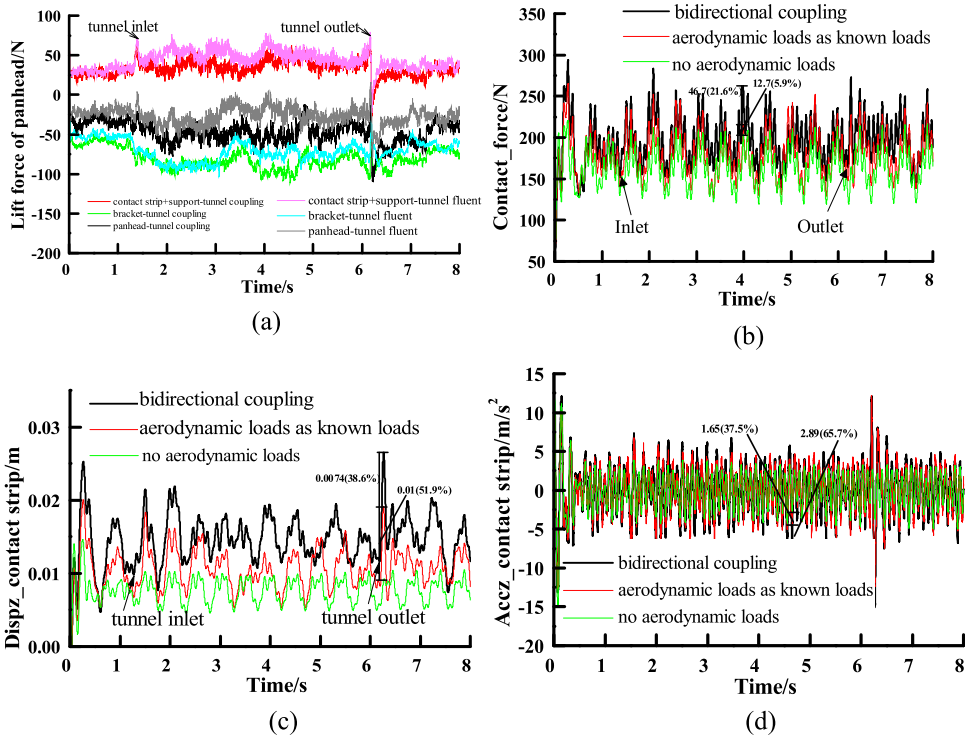 100
50
0
-50
-100
-150
-200
Lift force of panhead/N
tunnel inlet
tunnel outlet
contact strip+support-tunnel coupling
bracket-tunnel coupling
panhead-tunnel coupling
contact strip+support-tunnel fluent
bracket-tunnel fluent
panhead-tunnel fluent
0 1 2 3 4 5 6 7 8
Time/s
(a)
350
300
250
200
150
100
50
Contact_force/N
bidirectional coupling
aerodynamic loads as known loads
no aerodynamic loads
46.7(21.6%)
12.7(5.9%)
Inlet
Outlet
0 1 2 3 4 5 6 7 8
Time/s
(b)
0.03
0.02
0.01
0.00
Dispz_contact strip/m
bidirectional coupling
aerodynamic loads as known loads
no aerodynamic loads
0.0074(38.6%)
0.01(51.9%)
tunnel inlet
tunnel outlet
0 1 2 3 4 5 6 7 8
Time/s
(c)
15
10
5
0
-5
-10
-15
-20
Accz_contact strip/m/s²
1.65(37.5%)
2.89(65.7%)
bidirectional coupling
aerodynamic loads as known loads
no aerodynamic loads
0 1 2 3 4 5 6 7 8
Time/s
(d)